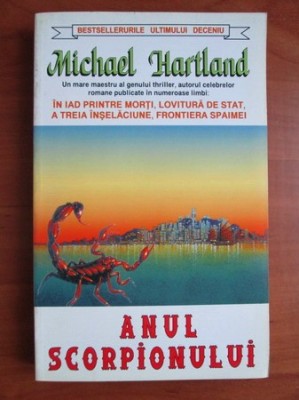 BESTSELLERURILE ULTIMULUI DECENIU
Michael Hartland
Un mare maestru al genului thriller, autorul celebrelor
romane publicate în numeroase limbi:
ÎN IAD PRINTRE MORȚI, LOVITURĂ DE STAT,
A TREIA ÎNȘELĂCIUNE, FRONTIERA SPAIMEI
ANUL
SCORPIONULUI